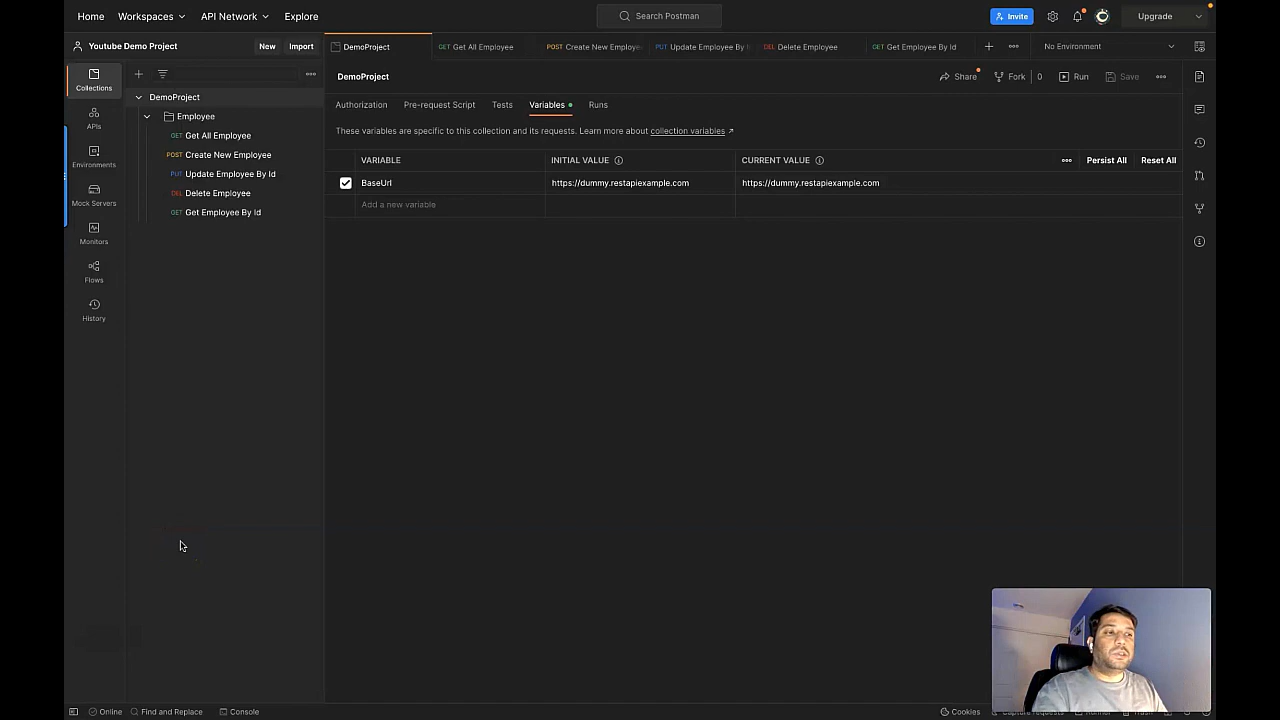 Home Workspaces API Network Explore Search Postman Invite Upgrade
Youtube Demo Project New Import
DemoProject GET Get All Employee POST Create New Employe PUT Update Employee By I DEL Delete Employee GET Get Employee By Id No Environment
Collections
APIs
Environments
Mock Servers
Monitors
Flows
History
DemoProject
Employee
GET Get All Employee
POST Create New Employee
PUT Update Employee By Id
DEL Delete Employee
GET Get Employee By Id
DemoProject Share Fork 0 Run Save
Authorization Pre-request Script Tests Variables Runs
These variables are specific to this collection and its requests. Learn more about collection variables ↗
VARIABLE INITIAL VALUE CURRENT VALUE Persist All Reset All
BaseUrl https://dummy.restapiexample.com https://dummy.restapiexample.com
Add a new variable
Online Find and Replace Console Cookies